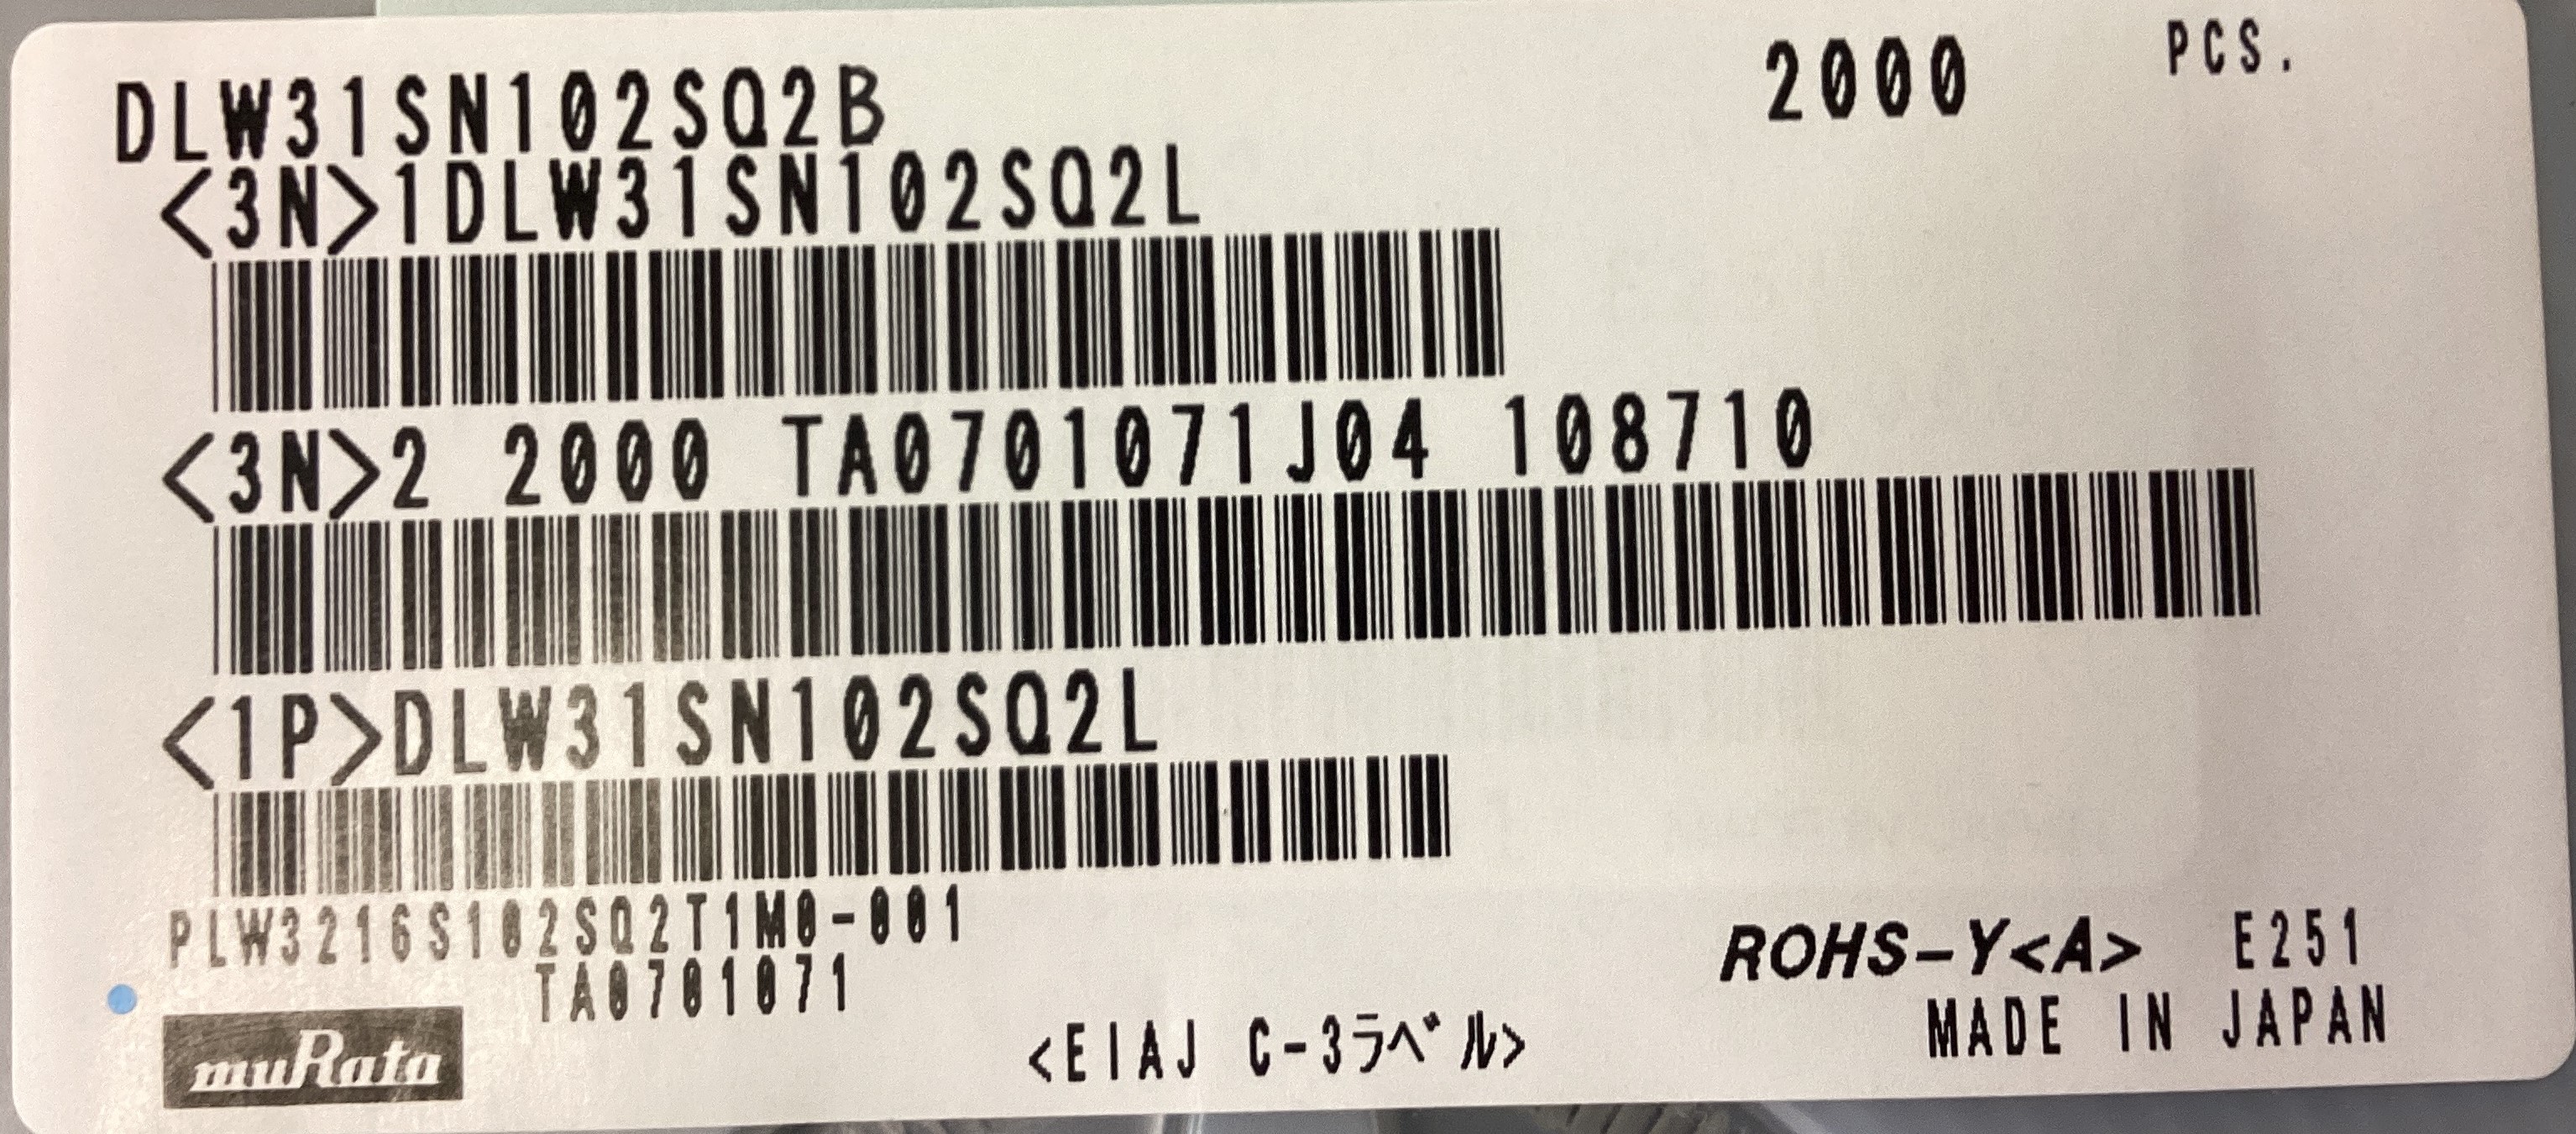 DLW31SN102SQ2B 2000 PCS.
<3N>1DLW31SN102SQ2L
<3N>2 2000 TA0701071J04 108710
<1P>DLW31SN102SQ2L
PLW3216S102SQ2T1M0-001
TA0701071
ROHS-Y<A> E251
muRata
<EIAJ C-3ラベル>
MADE IN JAPAN